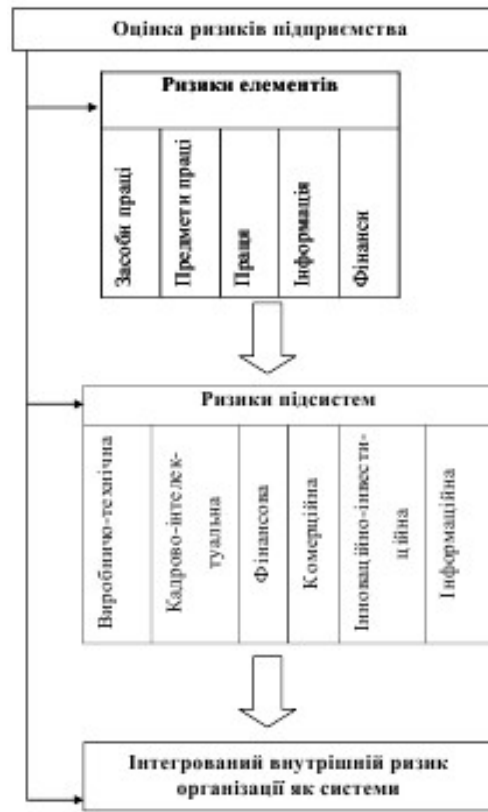 Оцінка ризиків підприємства
Ризики елементів
Засоби праці
Предмети праці
Праця
Інформація
Фінанси
Ризики підсистем
Виробничо-технічна
Кадрово-інтелек-
туальна
Фінансова
Комерційна
Інноваційно-інвести-
ційна
Інформаційна
Інтегрований внутрішній ризик
організації як системи